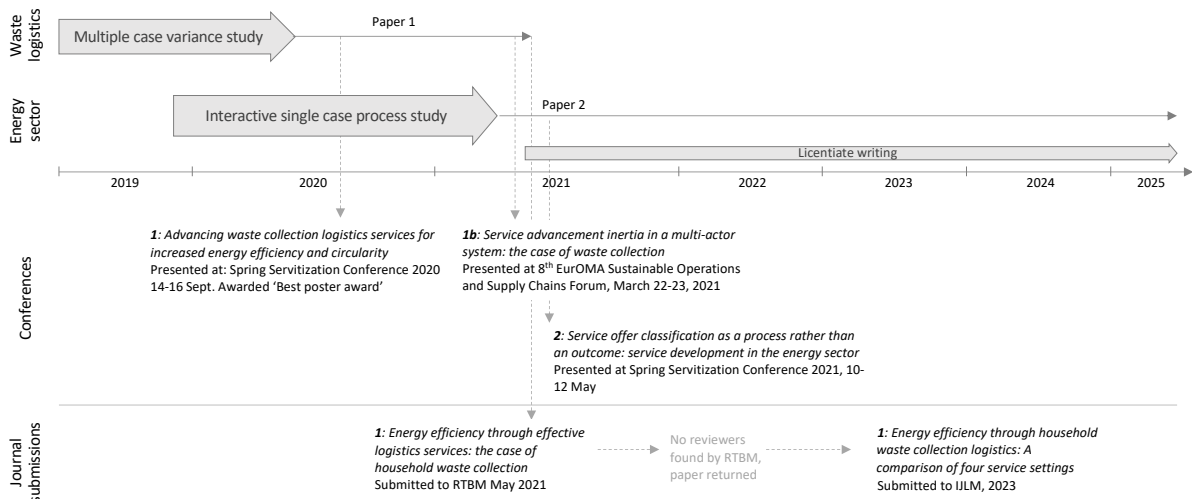 Waste
logistics
Multiple case variance study
Paper 1
Energy
sector
Interactive single case process study
Paper 2
Licentiate writing
2019
2020
2021
2022
2023
2024
2025
Conferences
1: Advancing waste collection logistics services for
increased energy efficiency and circularity
Presented at: Spring Servitization Conference 2020
14-16 Sept. Awarded ‘Best poster award’
1b: Service advancement inertia in a multi-actor
system: the case of waste collection
Presented at 8th EurOMA Sustainable Operations
and Supply Chains Forum, March 22-23, 2021
2: Service offer classification as a process rather than
an outcome: service development in the energy sector
Presented at Spring Servitization Conference 2021, 10-
12 May
Journal
submissions
1: Energy efficiency through effective
logistics services: the case of
household waste collection
Submitted to RTBM May 2021
No reviewers
found by RTBM,
paper returned
1: Energy efficiency through household
waste collection logistics: A
comparison of four service settings
Submitted to IJLM, 2023